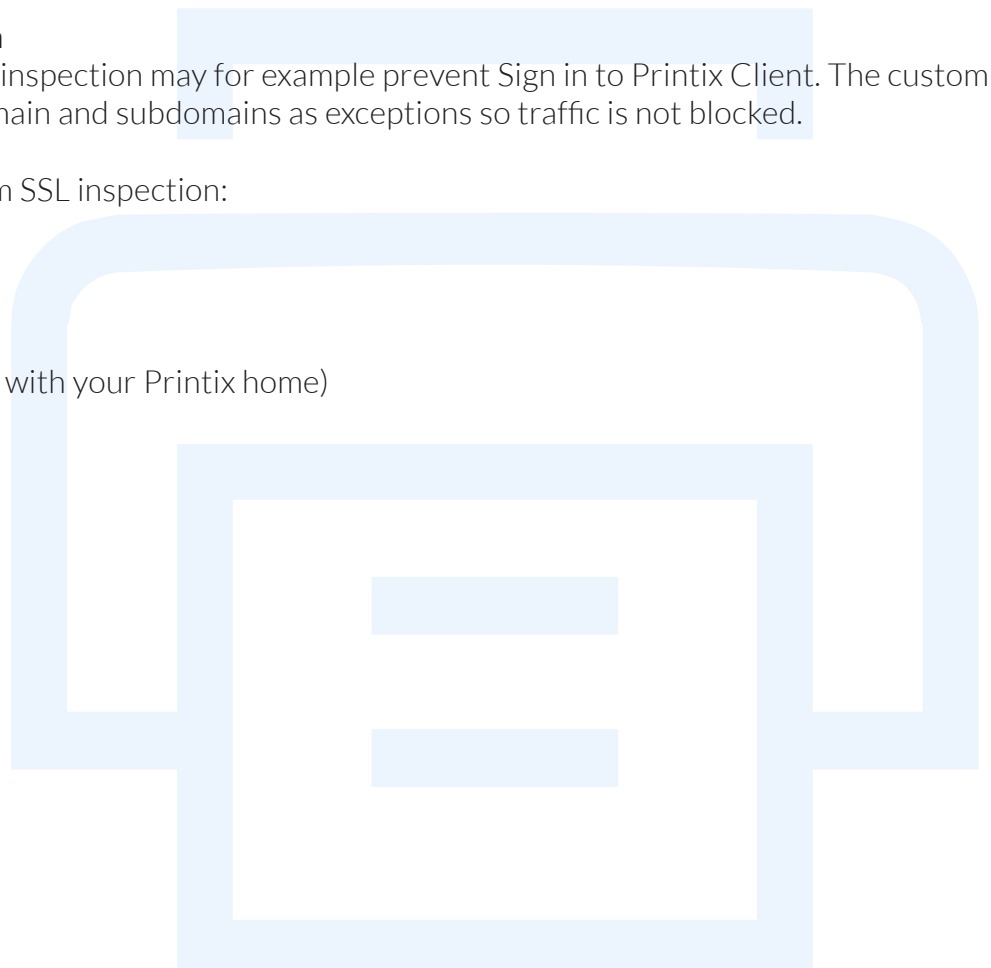 inspection may for example prevent Sign in to Printix Client. The custom
and subdomains as exceptions so traffic is not blocked.
SSL inspection:
with your Printix home)